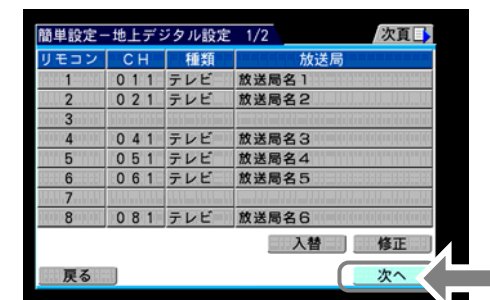 簡単設定－地上デジタル設定 1/2 次頁
リモコン CH 種類 放送局
1 011 テレビ 放送局名1
2 021 テレビ 放送局名2
3
4 041 テレビ 放送局名3
5 051 テレビ 放送局名4
6 061 テレビ 放送局名5
7
8 081 テレビ 放送局名6
入替 修正
戻る 次へ